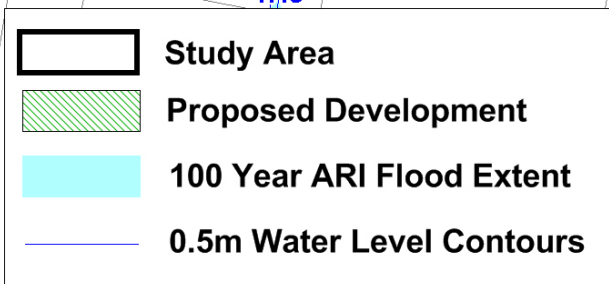 Study Area
Proposed Development
100 Year ARI Flood Extent
0.5m Water Level Contours